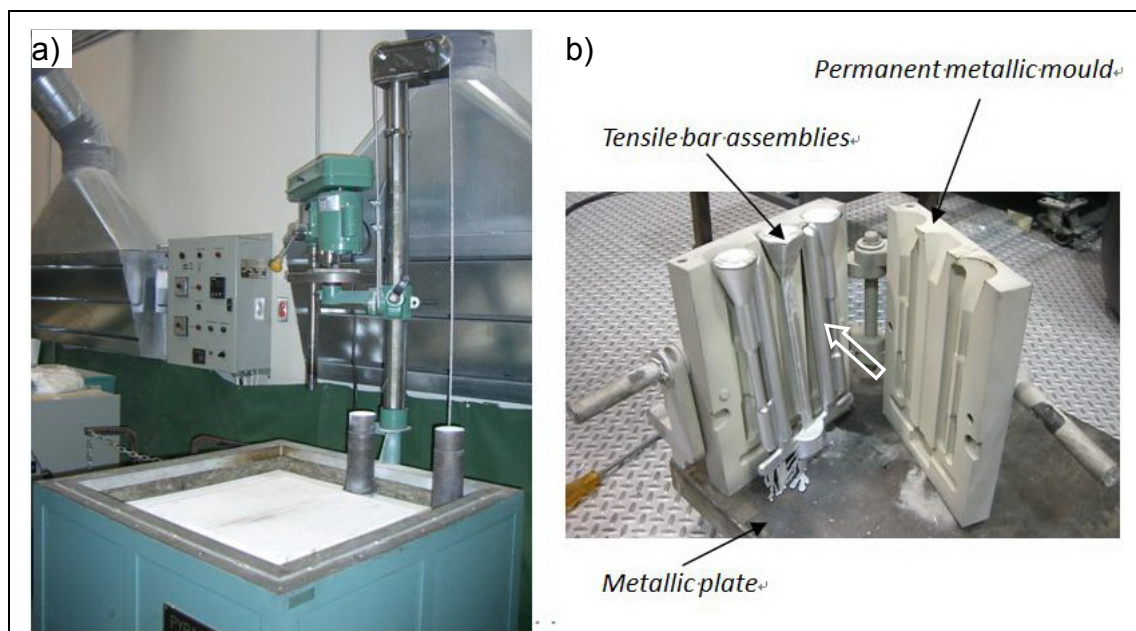 a)
b)
Permanent metallic mould
Tensile bar assemblies
Metallic plate